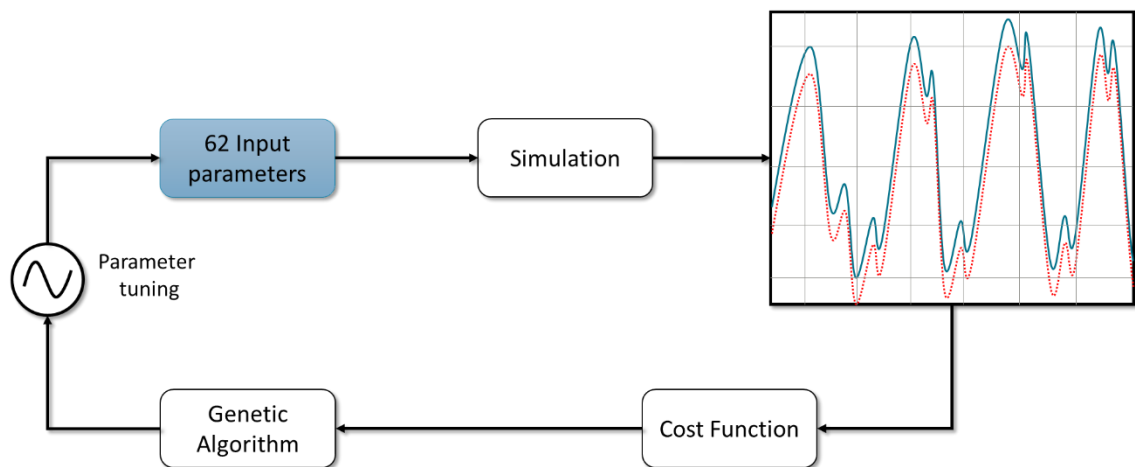 62 Input
parameters
Simulation
Parameter
tuning
Genetic
Algorithm
Cost Function